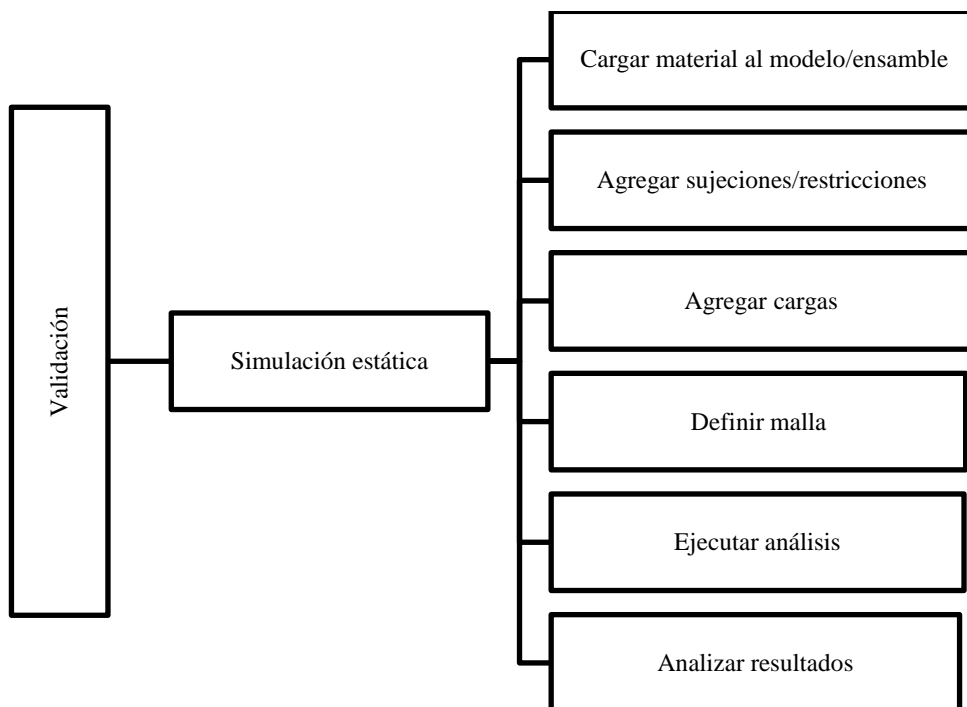 Validación
Simulación estática
Cargar material al modelo/ensamble
Agregar sujeciones/restricciones
Agregar cargas
Definir malla
Ejecutar análisis
Analizar resultados